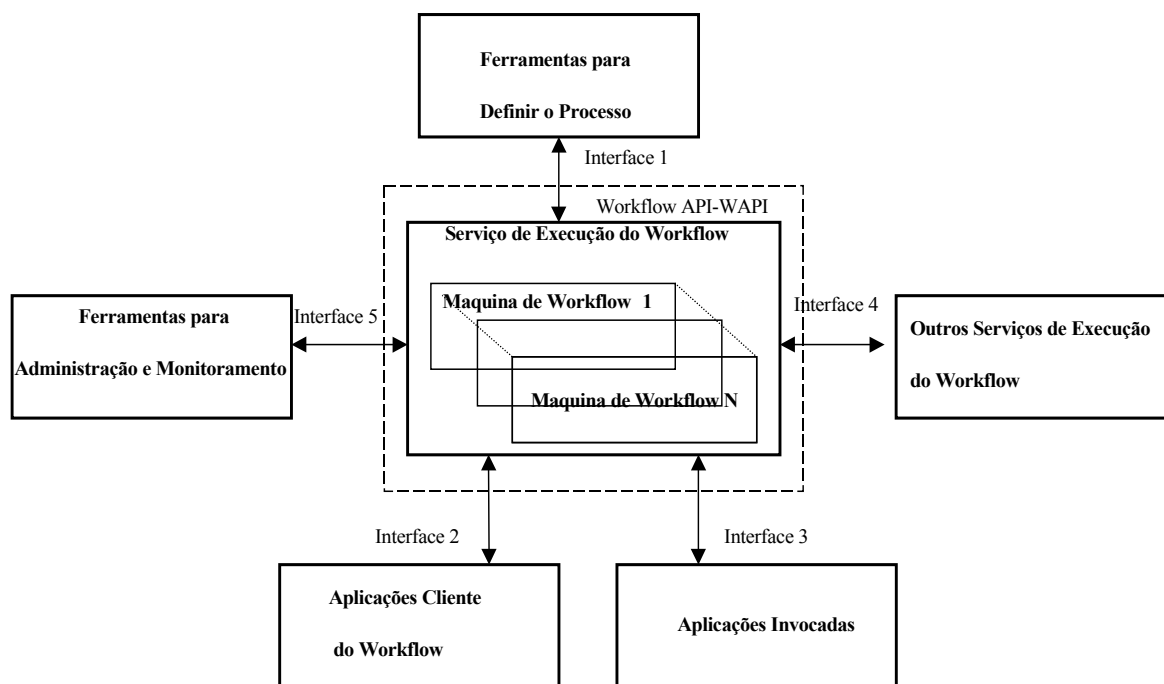 Ferramentas para
Definir o Processo
Interface 1
Workflow API-WAPI
Serviço de Execução do Workflow
Maquina de Workflow 1
Maquina de Workflow N
Ferramentas para
Administração e Monitoramento
Interface 5
Interface 4
Outros Serviços de Execução
do Workflow
Interface 2
Interface 3
Aplicações Cliente
do Workflow
Aplicações Invocadas